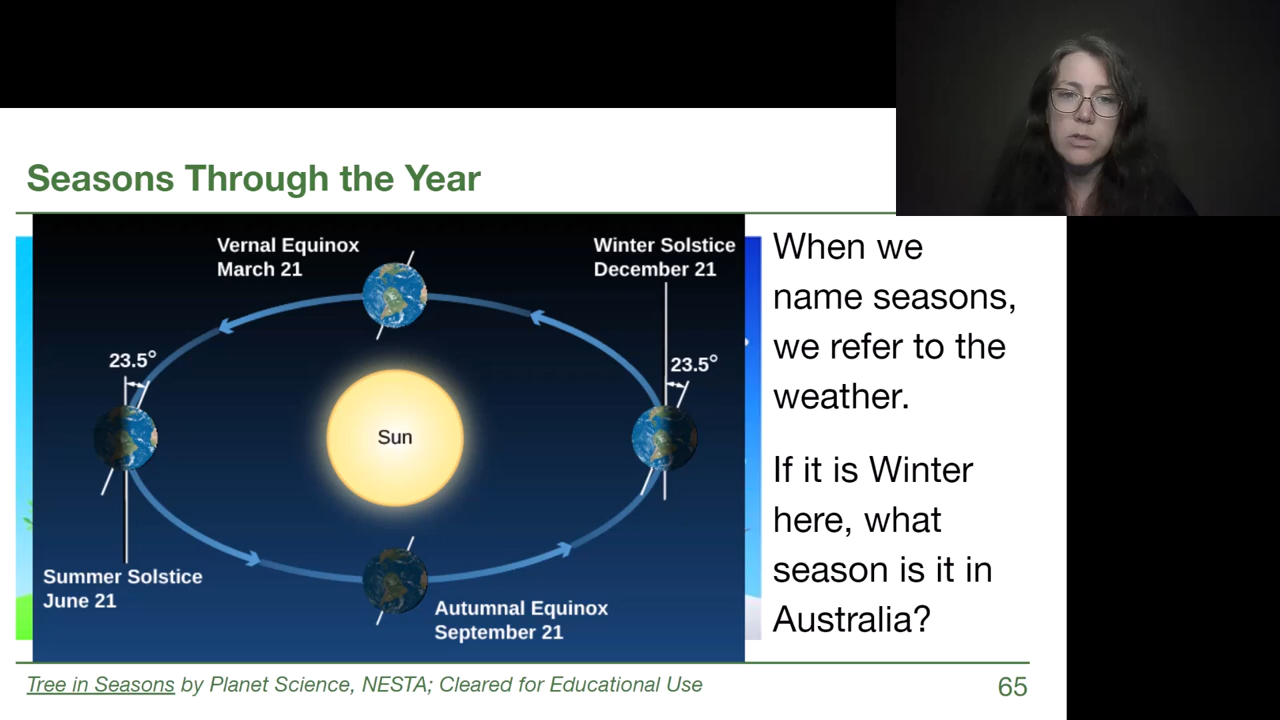 Seasons Through the Year
Vernal Equinox
March 21
Winter Solstice
December 21
23.5°
23.5°
Sun
Summer Solstice
June 21
Autumnal Equinox
September 21
When we
name seasons,
we refer to the
weather.
If it is Winter
here, what
season is it in
Australia?
Tree in Seasons by Planet Science, NESTA; Cleared for Educational Use
65